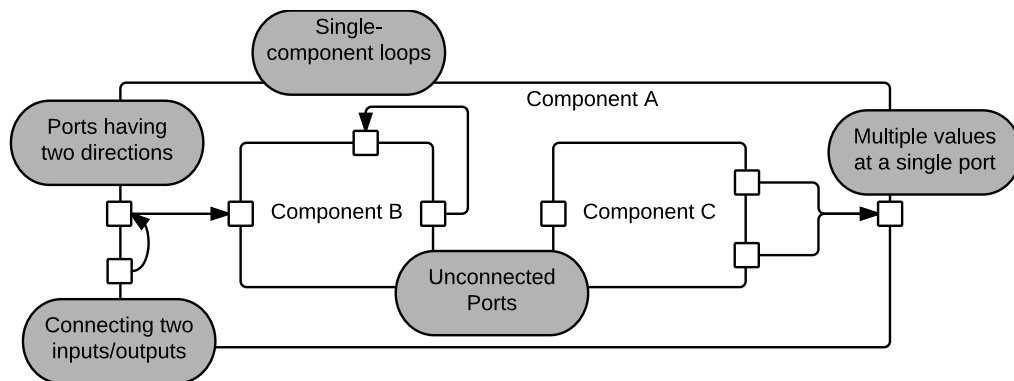 Single-
component loops
Component A
Ports having
two directions
Multiple values
at a single port
Component B
Component C
Unconnected
Ports
Connecting two
inputs/outputs